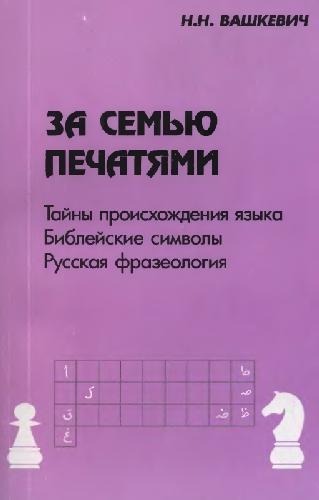 Н.Н. ВАШКЕВИЧ
ЗА СЕМЬЮ
ПЕЧАТЯМИ
Тайны происхождения языка
Библейские символы
Русская фразеология
ط أ
ص ک
ظ ض ق
غ